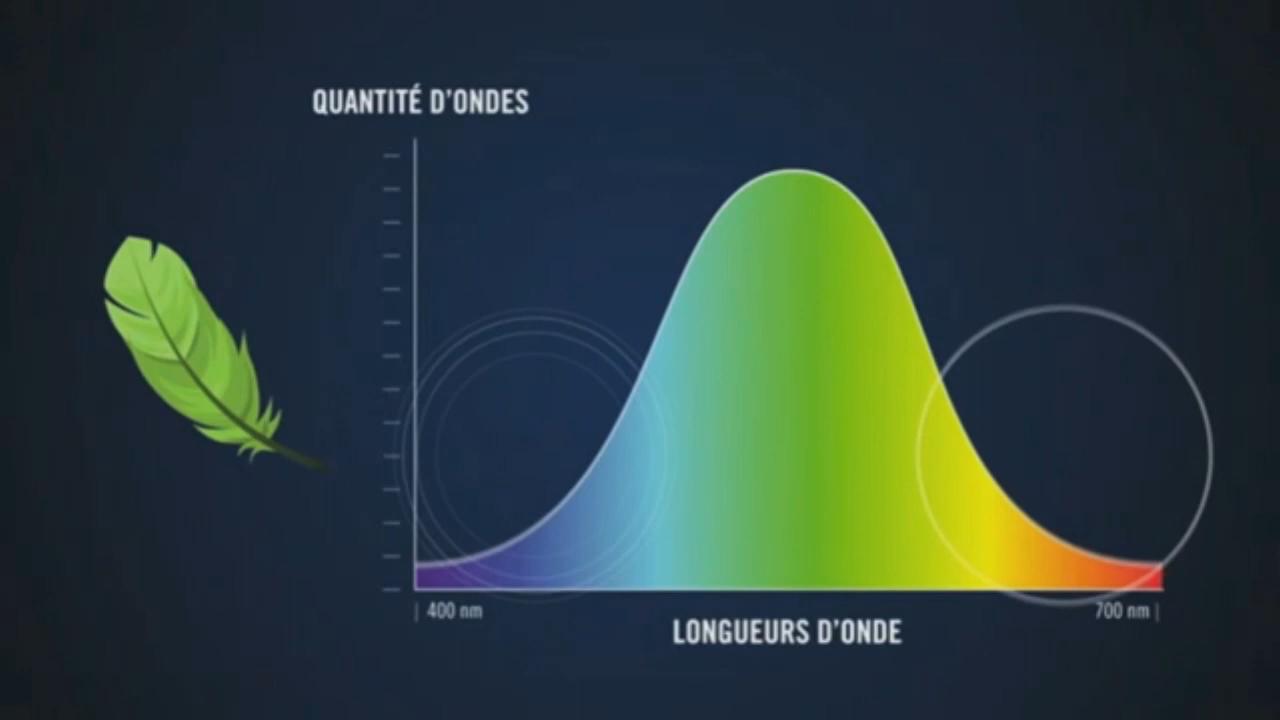 QUANTITÉ D'ONDES
| 400 nm
700 nm |
LONGUEURS D'ONDE